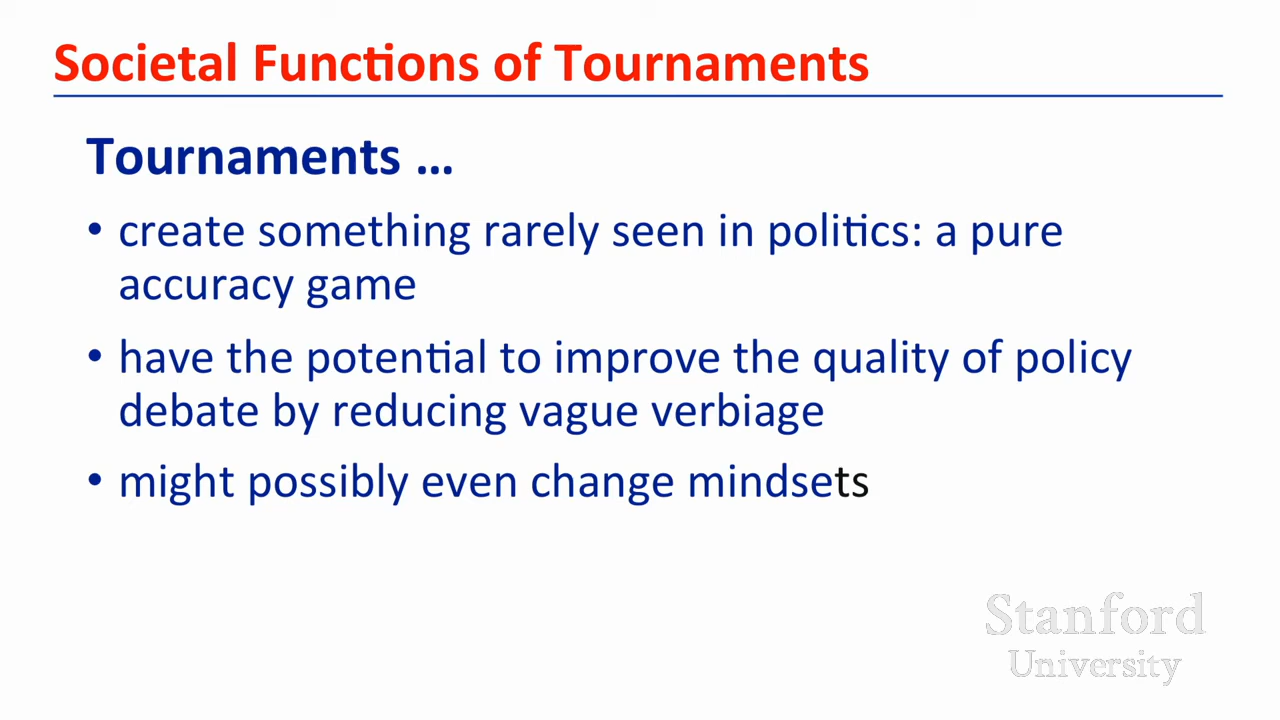 Societal Functions of Tournaments
Tournaments …
• create something rarely seen in politics: a pure
accuracy game
• have the potential to improve the quality of policy
debate by reducing vague verbiage
• might possibly even change mindsets
Stanford
University